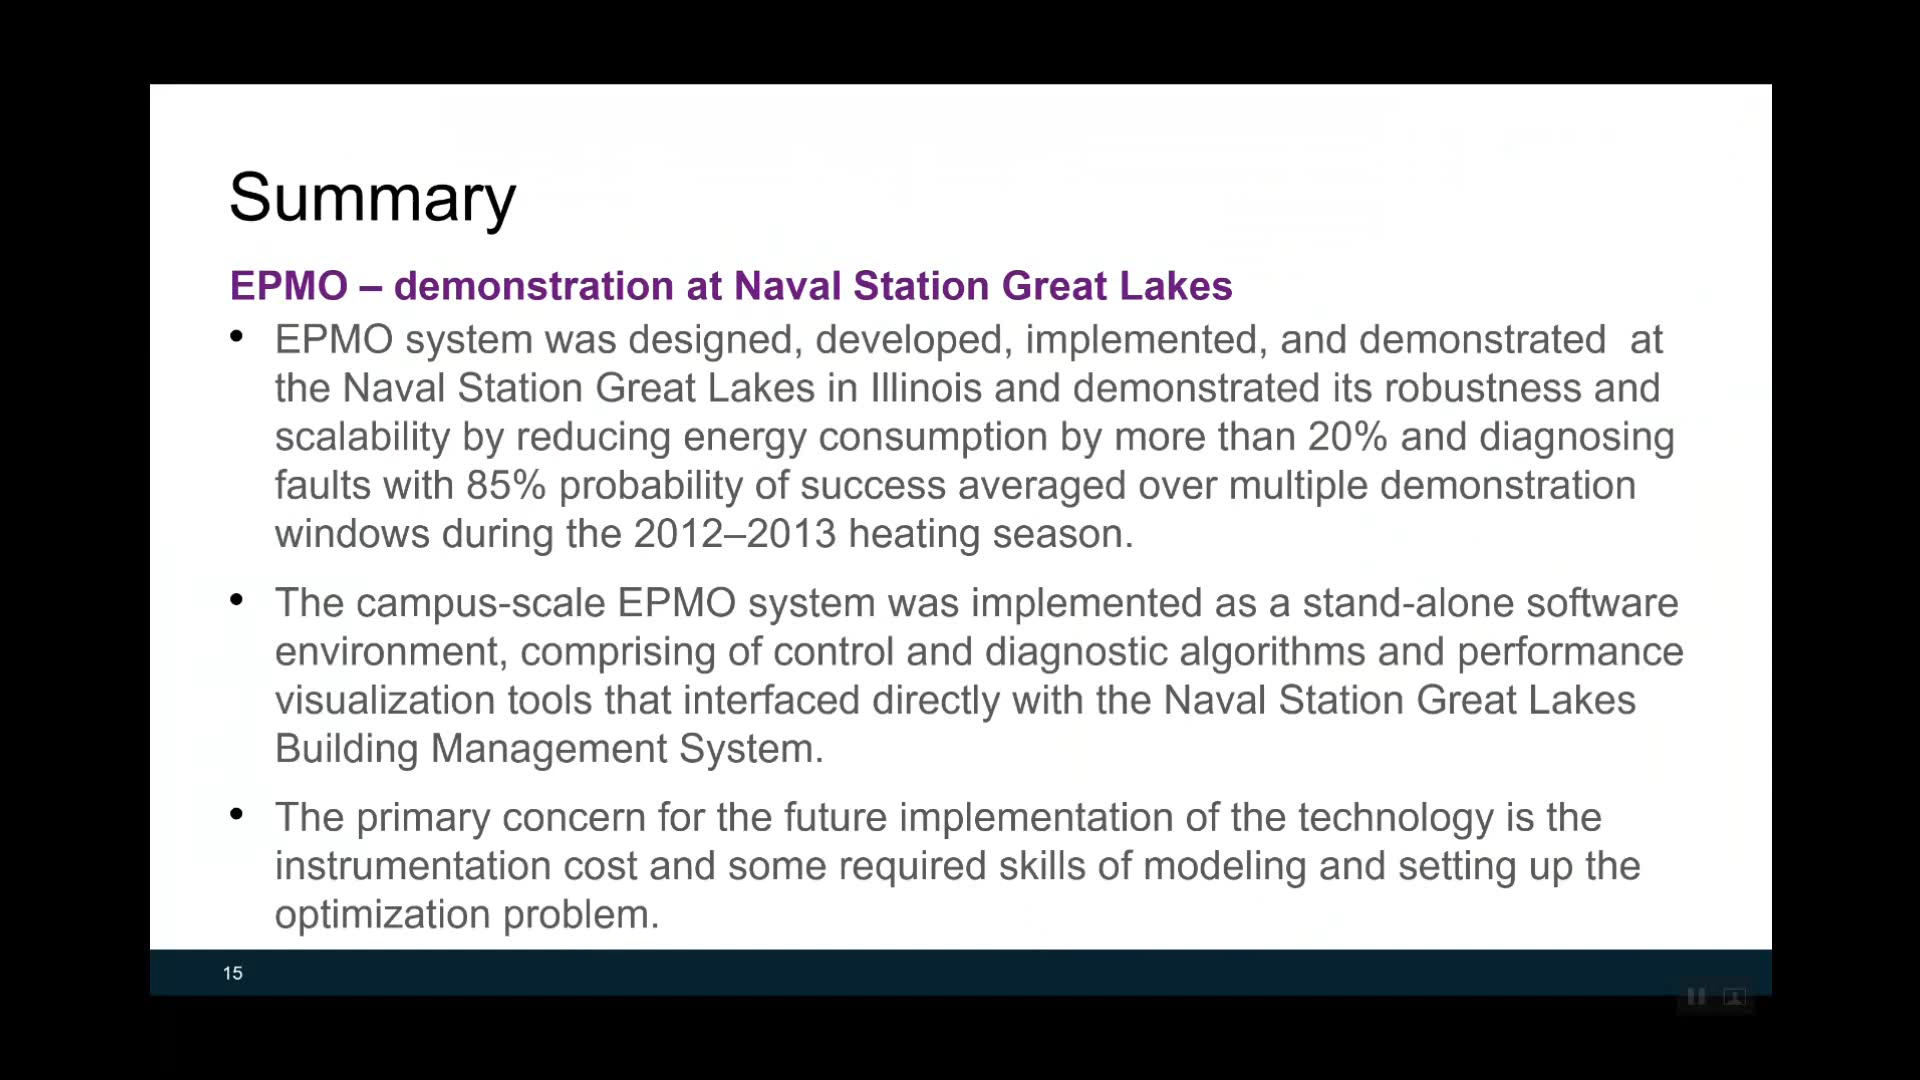 Summary
EPMO – demonstration at Naval Station Great Lakes
• EPMO system was designed, developed, implemented, and demonstrated  at
the Naval Station Great Lakes in Illinois and demonstrated its robustness and
scalability by reducing energy consumption by more than 20% and diagnosing
faults with 85% probability of success averaged over multiple demonstration
windows during the 2012–2013 heating season.
• The campus-scale EPMO system was implemented as a stand-alone software
environment, comprising of control and diagnostic algorithms and performance
visualization tools that interfaced directly with the Naval Station Great Lakes
Building Management System.
• The primary concern for the future implementation of the technology is the
instrumentation cost and some required skills of modeling and setting up the
optimization problem.
15